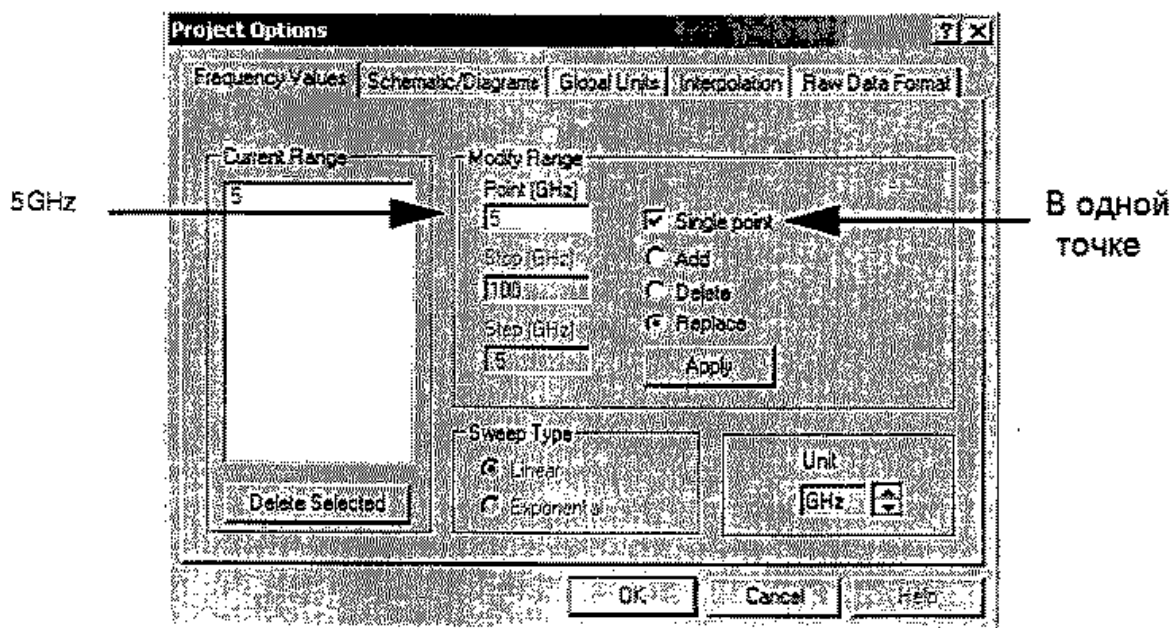 Project Options
Frequency Values Schematic/Diagrams Global Units Interpolation Raw Data Format
Current Range
5
Delete Selected
Modify Range
Point (GHz)
5
Stop (GHz)
100
Step (GHz)
.5
Single point
Add
Delete
Replace
Apply
Sweep Type
Linear
Exponential
Unit
GHz
OK Cancel Help
5GHz
В одной
точке